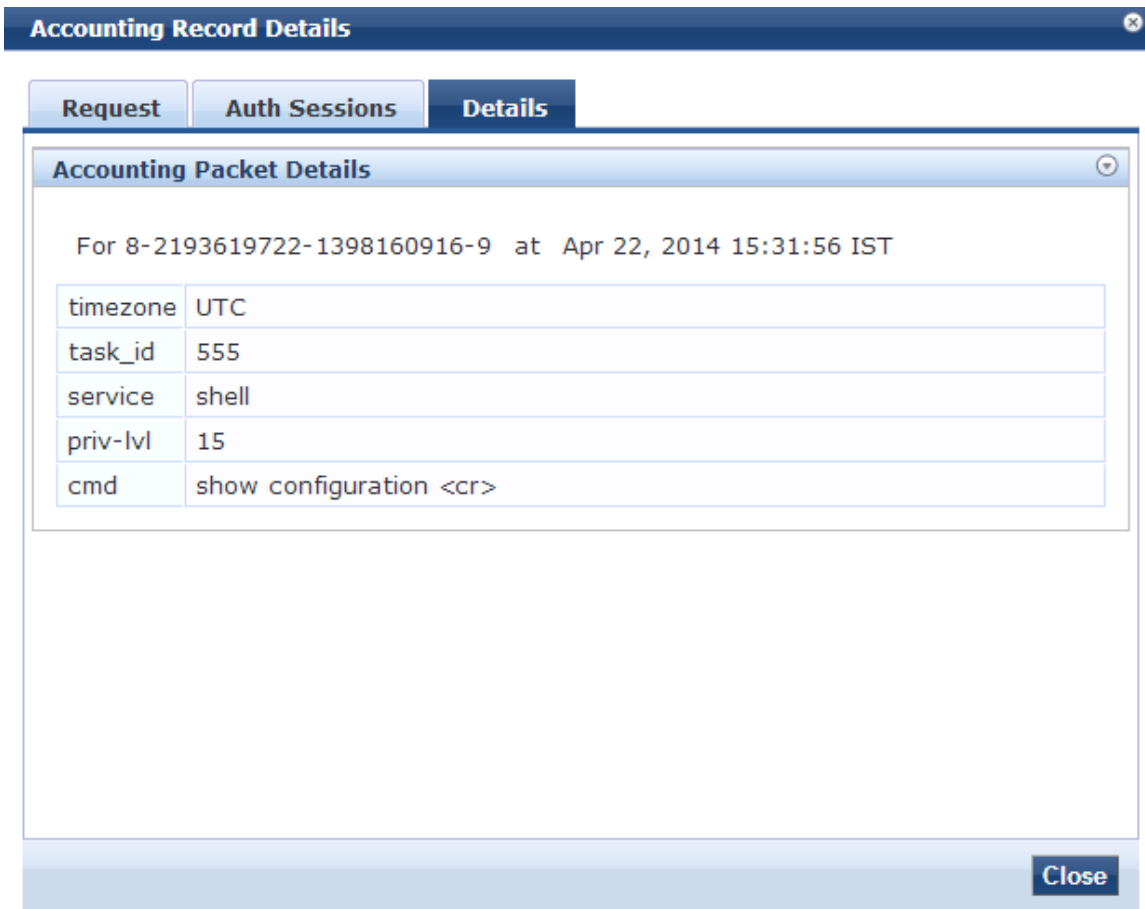 Accounting Record Details
Request Auth Sessions Details
Accounting Packet Details
For 8-2193619722-1398160916-9 at Apr 22, 2014 15:31:56 IST
timezone UTC
task_id 555
service shell
priv-lvl 15
cmd show configuration <cr>
Close